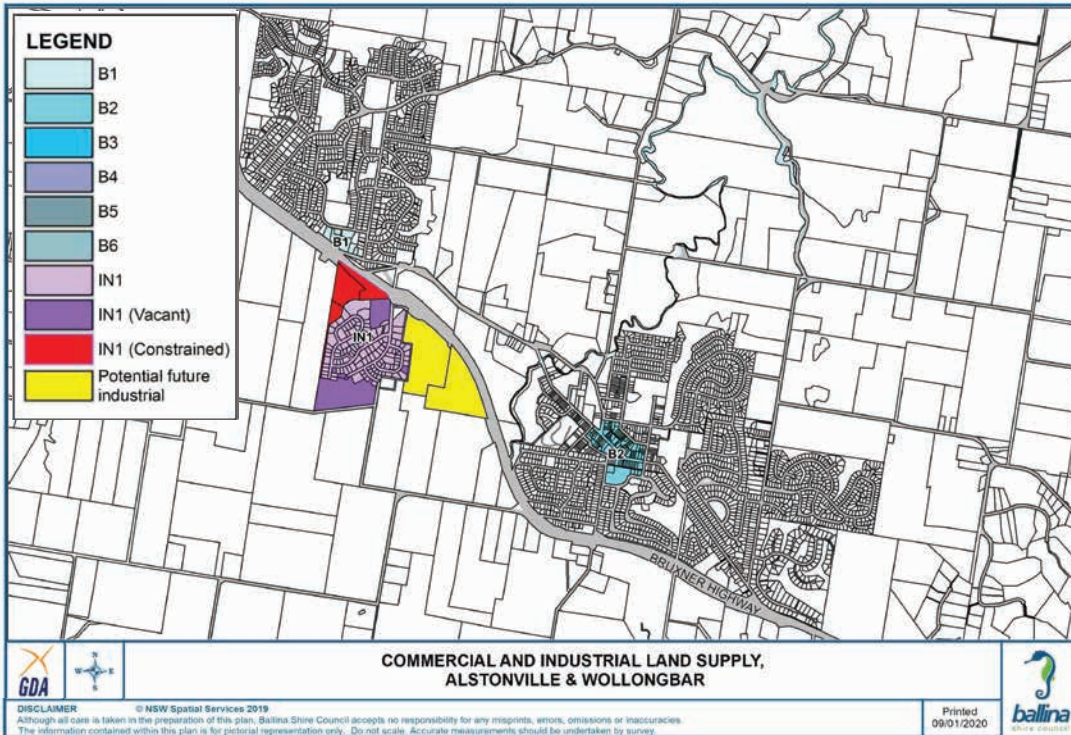 LEGEND
B1
B2
B3
B4
B5
B6
IN1
IN1 (Vacant)
IN1 (Constrained)
Potential future
industrial
B1
IN1
B2
BRUXNER HIGHWAY
GDA
N
W E
S
COMMERCIAL AND INDUSTRIAL LAND SUPPLY,
ALSTONVILLE & WOLLONGBAR
DISCLAIMER © NSW Spatial Services 2019
Although all care is taken in the preparation of this plan, Ballina Shire Council accepts no responsibility for any misprints, errors, omissions or inaccuracies.
The information contained within this plan is for pictorial representation only. Do not scale. Accurate measurements should be undertaken by survey.
Printed
09/01/2020
ballina
shire council